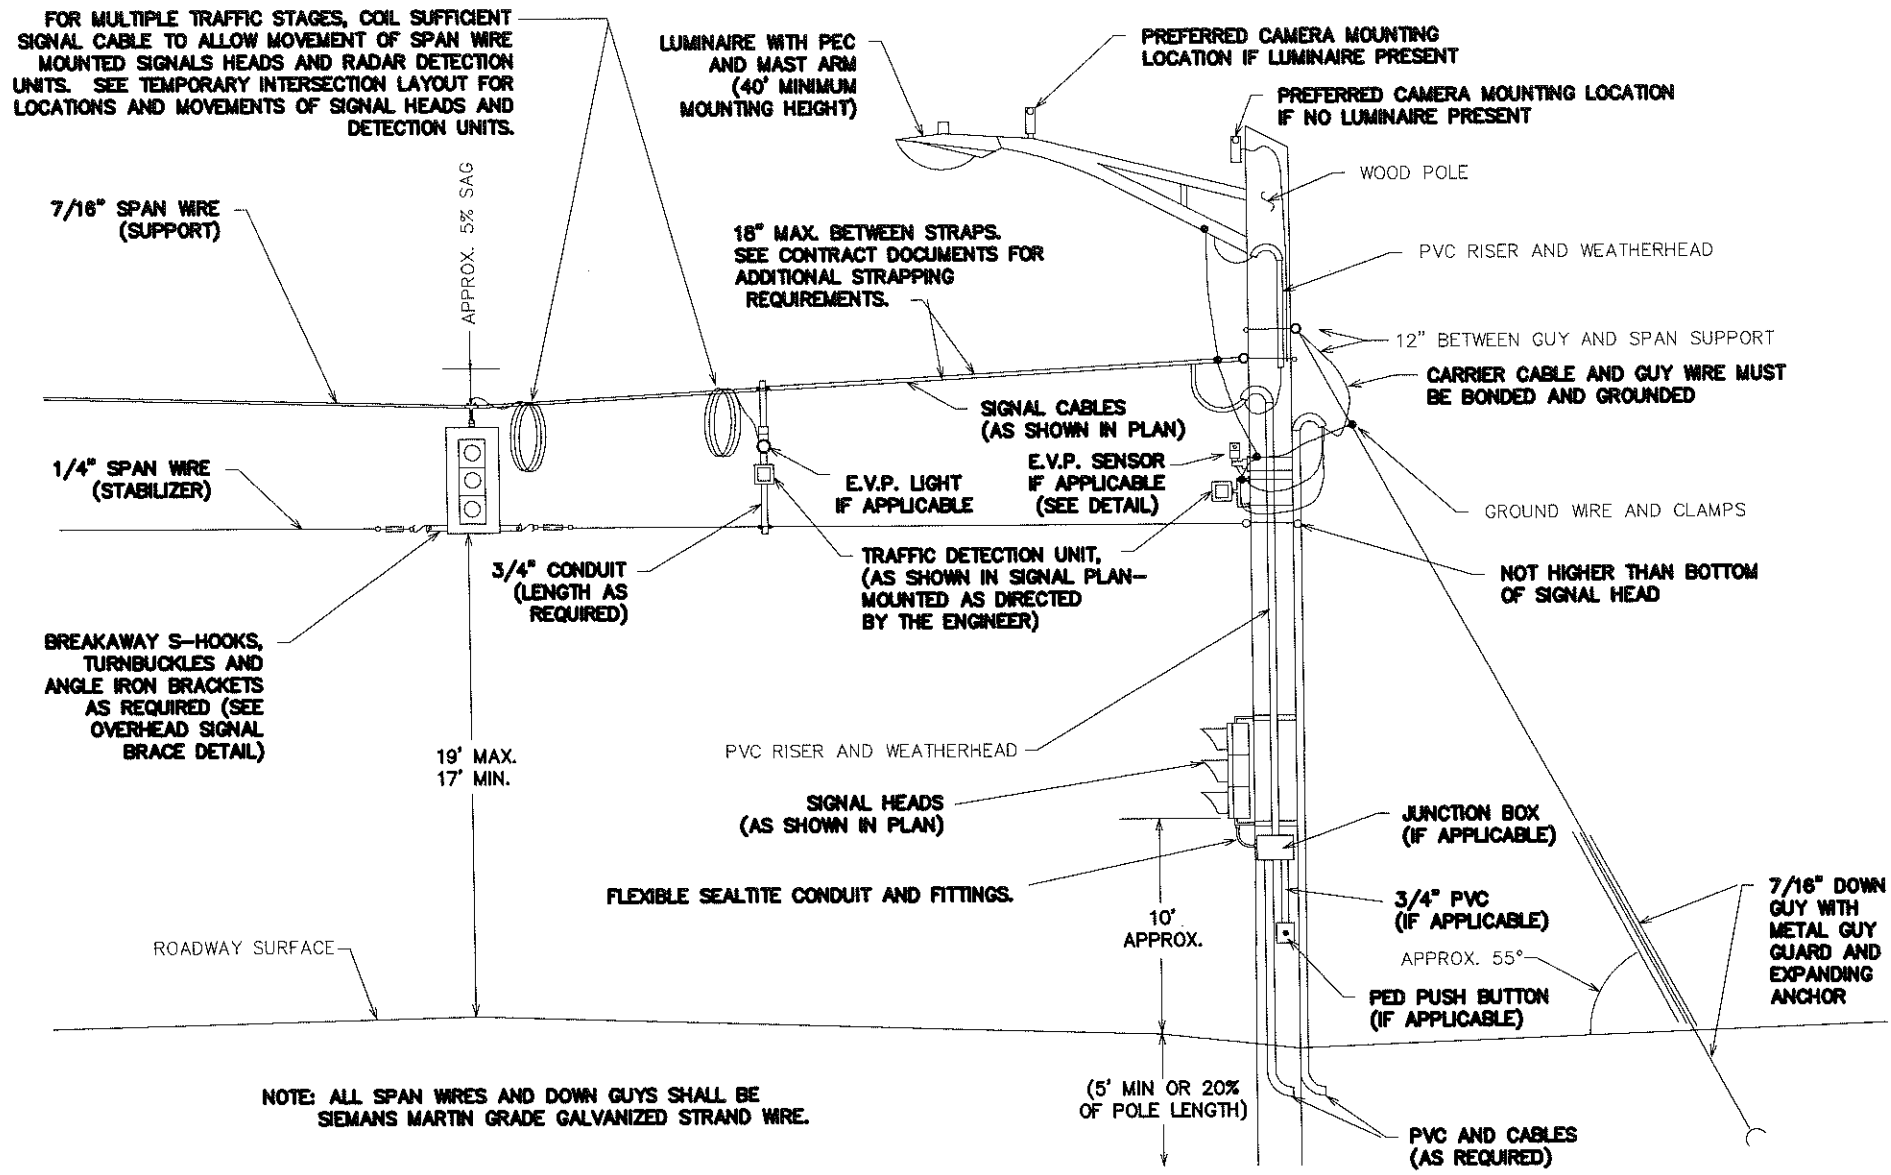 FOR MULTIPLE TRAFFIC STAGES, COIL SUFFICIENT
SIGNAL CABLE TO ALLOW MOVEMENT OF SPAN WIRE
MOUNTED SIGNALS HEADS AND RADAR DETECTION
UNITS. SEE TEMPORARY INTERSECTION LAYOUT FOR
LOCATIONS AND MOVEMENTS OF SIGNAL HEADS AND
DETECTION UNITS.
LUMINAIRE WITH PEC
AND MAST ARM
(40' MINIMUM
MOUNTING HEIGHT)
PREFERRED CAMERA MOUNTING
LOCATION IF LUMINAIRE PRESENT
PREFERRED CAMERA MOUNTING LOCATION
IF NO LUMINAIRE PRESENT
WOOD POLE
7/16" SPAN WIRE
(SUPPORT)
APPROX. 5% SAG
18" MAX. BETWEEN STRAPS.
SEE CONTRACT DOCUMENTS FOR
ADDITIONAL STRAPPING
REQUIREMENTS.
PVC RISER AND WEATHERHEAD
12" BETWEEN GUY AND SPAN SUPPORT
CARRIER CABLE AND GUY WIRE MUST
BE BONDED AND GROUNDED
SIGNAL CABLES
(AS SHOWN IN PLAN)
1/4" SPAN WIRE
(STABILIZER)
E.V.P. LIGHT
IF APPLICABLE
E.V.P. SENSOR
IF APPLICABLE
(SEE DETAIL)
GROUND WIRE AND CLAMPS
3/4" CONDUIT
(LENGTH AS
REQUIRED)
TRAFFIC DETECTION UNIT,
(AS SHOWN IN SIGNAL PLAN-
MOUNTED AS DIRECTED
BY THE ENGINEER)
NOT HIGHER THAN BOTTOM
OF SIGNAL HEAD
BREAKAWAY S-HOOKS,
TURNBUCKLES AND
ANGLE IRON BRACKETS
AS REQUIRED (SEE
OVERHEAD SIGNAL
BRACE DETAIL)
19' MAX.
17' MIN.
PVC RISER AND WEATHERHEAD
SIGNAL HEADS
(AS SHOWN IN PLAN)
JUNCTION BOX
(IF APPLICABLE)
FLEXIBLE SEALTITE CONDUIT AND FITTINGS.
3/4" PVC
(IF APPLICABLE)
7/16" DOWN
GUY WITH
METAL GUY
GUARD AND
EXPANDING
ANCHOR
10'
APPROX.
ROADWAY SURFACE
APPROX. 55°
PED PUSH BUTTON
(IF APPLICABLE)
NOTE: ALL SPAN WIRES AND DOWN GUYS SHALL BE
SIEMANS MARTIN GRADE GALVANIZED STRAND WIRE.
(5' MIN OR 20%
OF POLE LENGTH)
PVC AND CABLES
(AS REQUIRED)